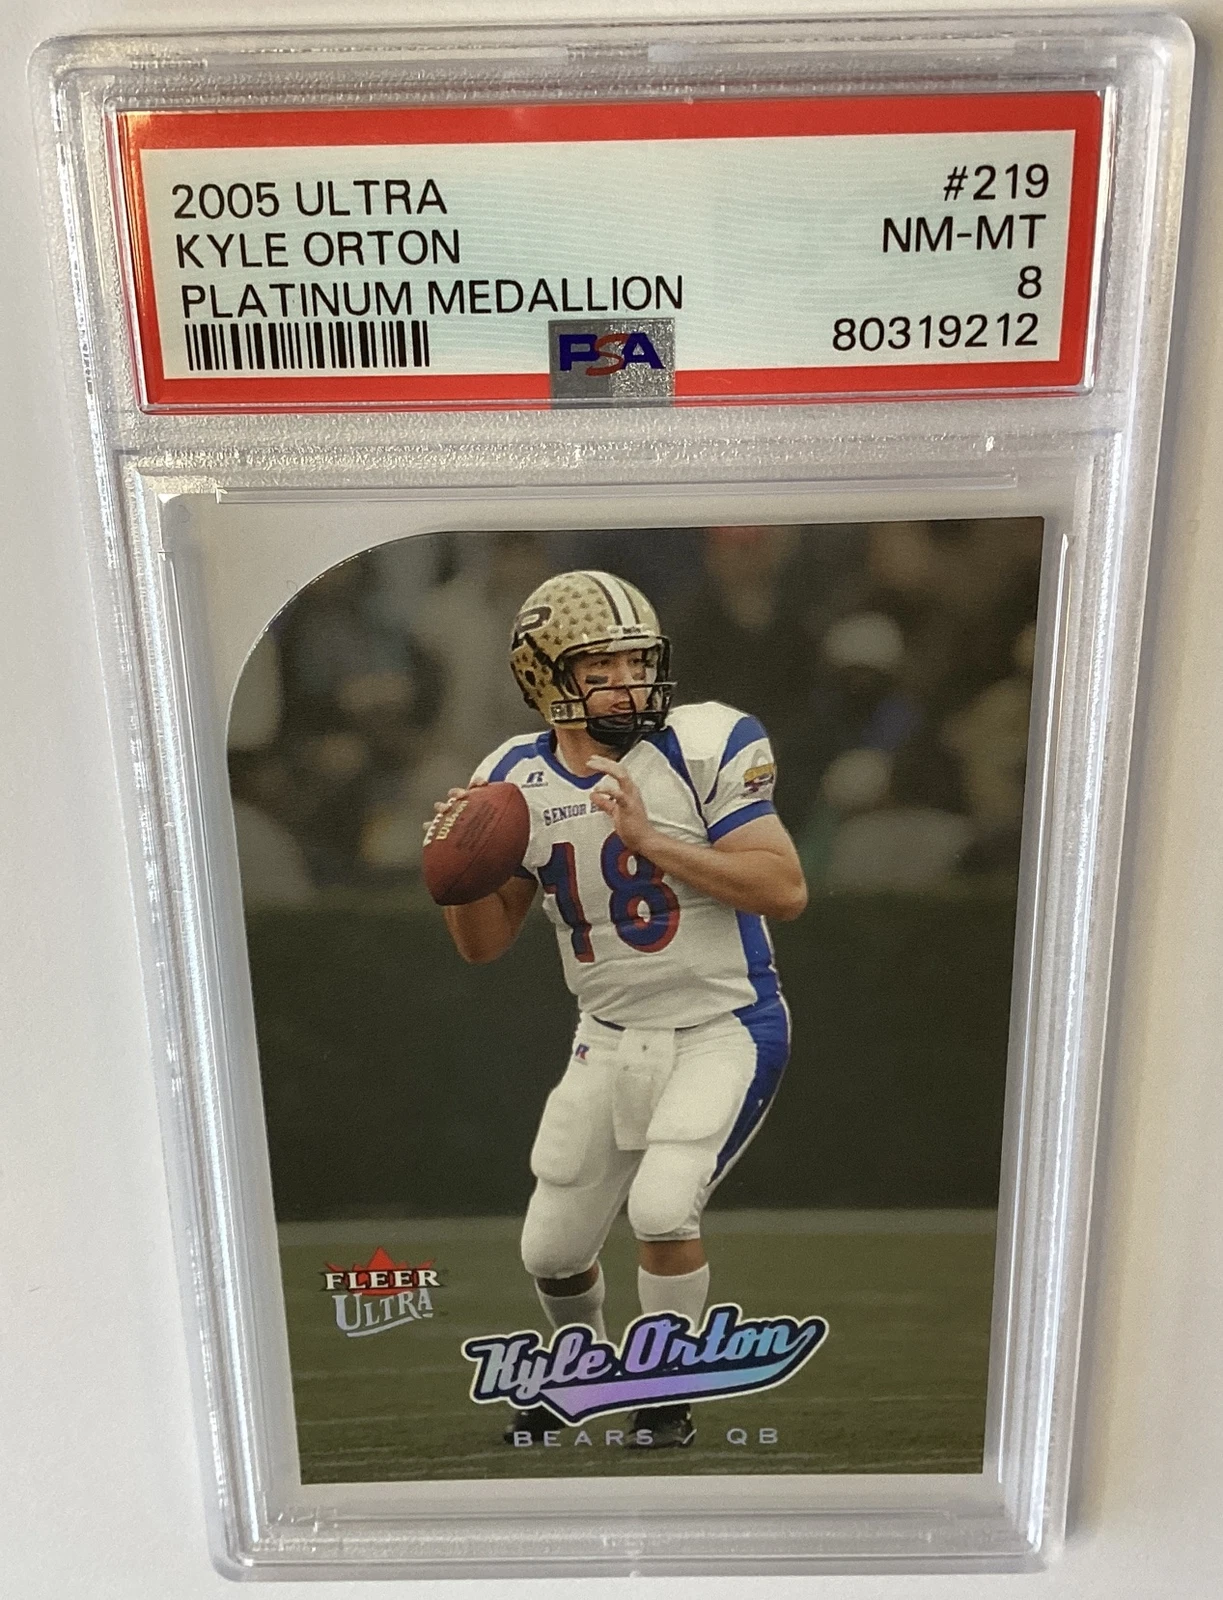 2005 ULTRA #219
KYLE ORTON NM-MT
PLATINUM MEDALLION 8
80319212
PSA
P
R
SENIOR
18
Wilson
FLEER
ULTRA
Kyle Orton
BEARS / QB